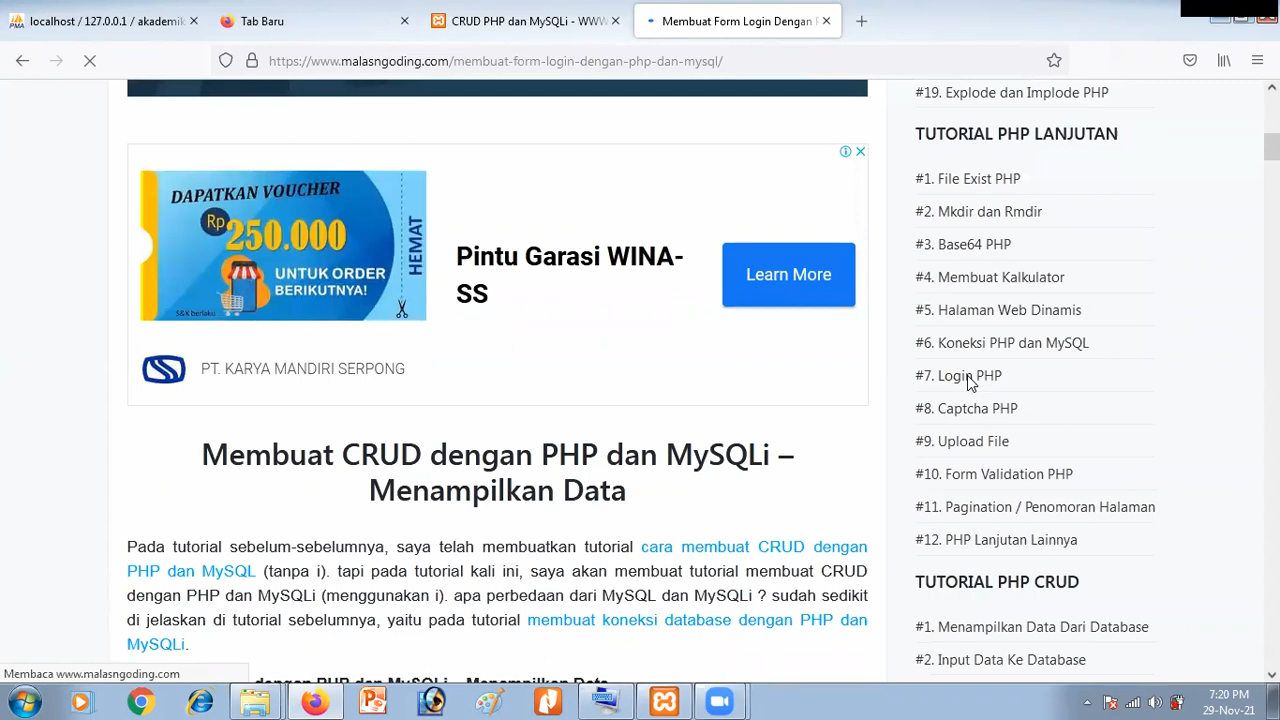 localhost / 127.0.0.1 / akademik
Tab Baru
CRUD PHP dan MySQLi - WWW
Membuat Form Login Dengan P
https://www.malasngoding.com/membuat-form-login-dengan-php-dan-mysql/
DAPATKAN VOUCHER
Rp
250.000
HEMAT
UNTUK ORDER
BERIKUTNYA!
S&K berlaku
Pintu Garasi WINA-
SS
Learn More
PT. KARYA MANDIRI SERPONG
Membuat CRUD dengan PHP dan MySQLi –
Menampilkan Data
Pada tutorial sebelum-sebelumnya, saya telah membuatkan tutorial cara membuat CRUD dengan
PHP dan MySQL (tanpa i). tapi pada tutorial kali ini, saya akan membuat tutorial membuat CRUD
dengan PHP dan MySQLi (menggunakan i). apa perbedaan dari MySQL dan MySQLi ? sudah sedikit
di jelaskan di tutorial sebelumnya, yaitu pada tutorial membuat koneksi database dengan PHP dan
MySQLi.
dengan PHP dan MySQLi – Menampilkan Data
#19. Explode dan Implode PHP
TUTORIAL PHP LANJUTAN
#1. File Exist PHP
#2. Mkdir dan Rmdir
#3. Base64 PHP
#4. Membuat Kalkulator
#5. Halaman Web Dinamis
#6. Koneksi PHP dan MySQL
#7. Login PHP
#8. Captcha PHP
#9. Upload File
#10. Form Validation PHP
#11. Pagination / Penomoran Halaman
#12. PHP Lanjutan Lainnya
TUTORIAL PHP CRUD
#1. Menampilkan Data Dari Database
#2. Input Data Ke Database
Membaca www.malasngoding.com
7:20 PM
29-Nov-21